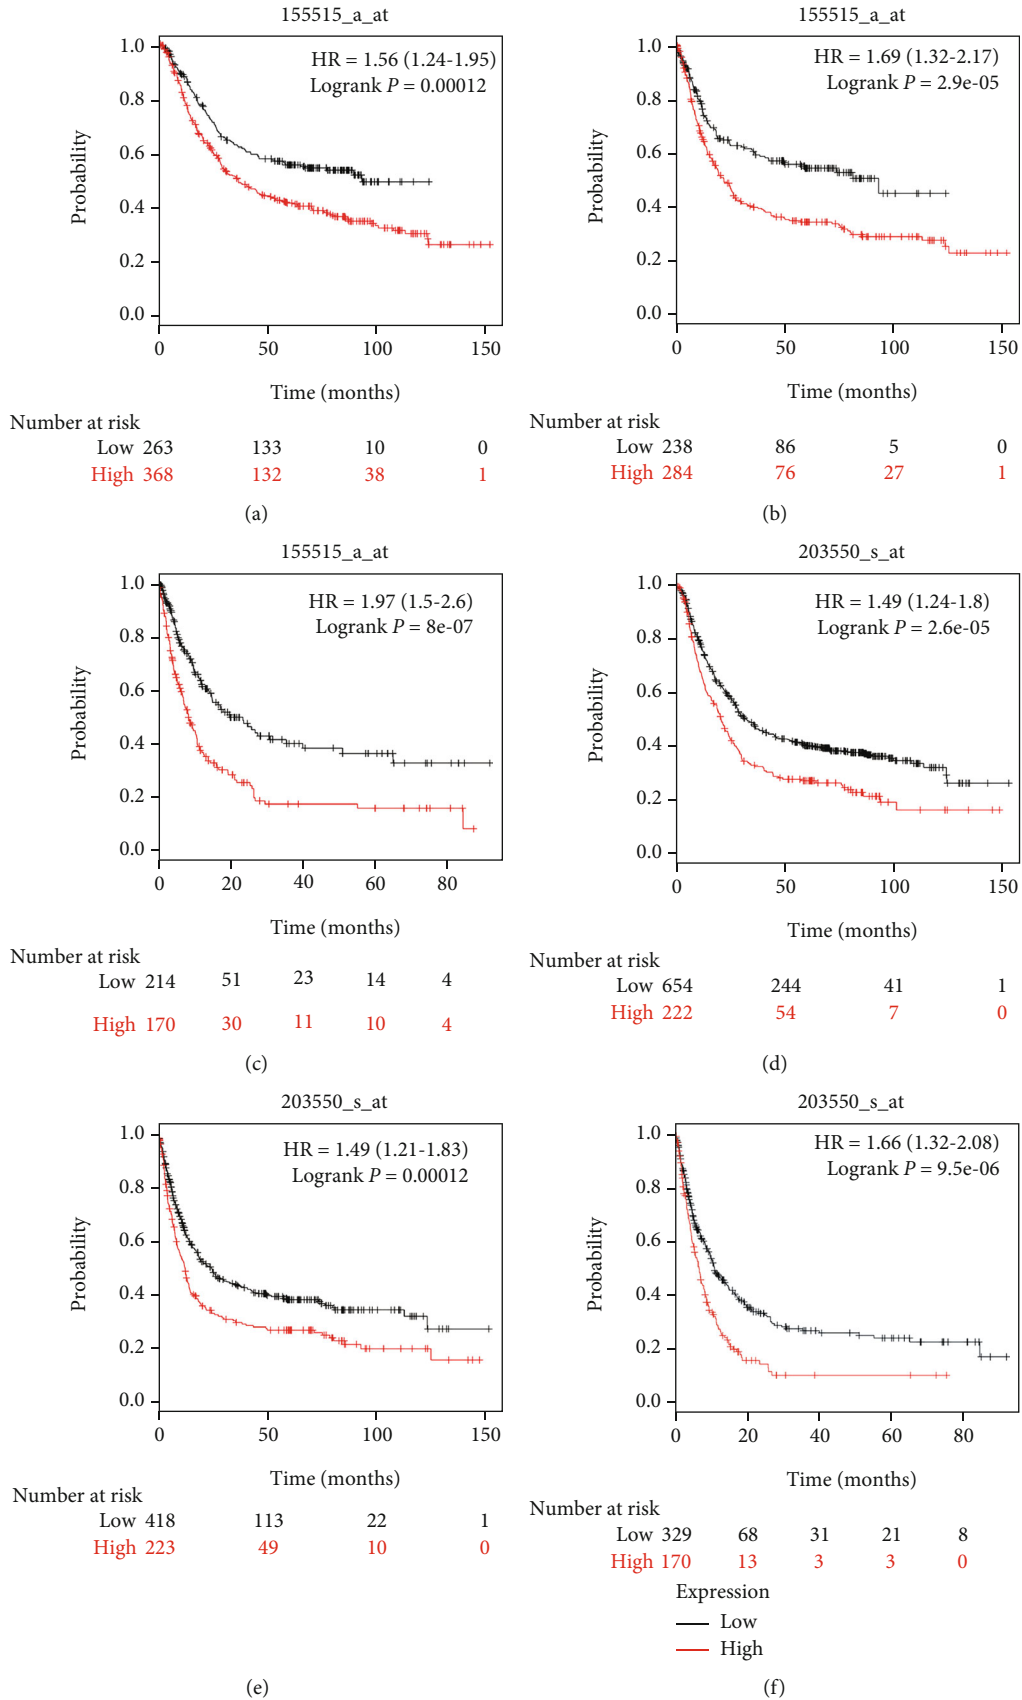 155515_a_at
HR = 1.56 (1.24-1.95)
Logrank P = 0.00012
Probability
1.0
0.8
0.6
0.4
0.2
0.0
0 50 100 150
Time (months)
Number at risk
Low 263 133 10 0
High 368 132 38 1
(a)
155515_a_at
HR = 1.69 (1.32-2.17)
Logrank P = 2.9e-05
Probability
1.0
0.8
0.6
0.4
0.2
0.0
0 50 100 150
Time (months)
Number at risk
Low 238 86 5 0
High 284 76 27 1
(b)
155515_a_at
HR = 1.97 (1.5-2.6)
Logrank P = 8e-07
Probability
1.0
0.8
0.6
0.4
0.2
0.0
0 20 40 60 80
Time (months)
Number at risk
Low 214 51 23 14 4
High 170 30 11 10 4
(c)
203550_s_at
HR = 1.49 (1.24-1.8)
Logrank P = 2.6e-05
Probability
1.0
0.8
0.6
0.4
0.2
0.0
0 50 100 150
Time (months)
Number at risk
Low 654 244 41 1
High 222 54 7 0
(d)
203550_s_at
HR = 1.49 (1.21-1.83)
Logrank P = 0.00012
Probability
1.0
0.8
0.6
0.4
0.2
0.0
0 50 100 150
Time (months)
Number at risk
Low 418 113 22 1
High 223 49 10 0
(e)
203550_s_at
HR = 1.66 (1.32-2.08)
Logrank P = 9.5e-06
Probability
1.0
0.8
0.6
0.4
0.2
0.0
0 20 40 60 80
Time (months)
Number at risk
Low 329 68 31 21 8
High 170 13 3 3 0
Expression
Low
High
(f)